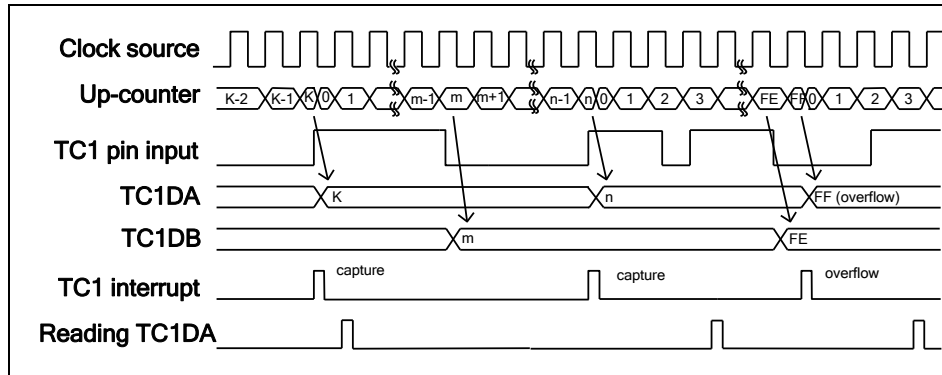 Clock source
Up-counter
K-2 K-1 K 0 1 m-1 m m+1 n-1 n 0 1 2 3 FE FF 0 1 2 3
TC1 pin input
TC1DA
K n FF (overflow)
TC1DB
m FE
TC1 interrupt
capture capture overflow
Reading TC1DA